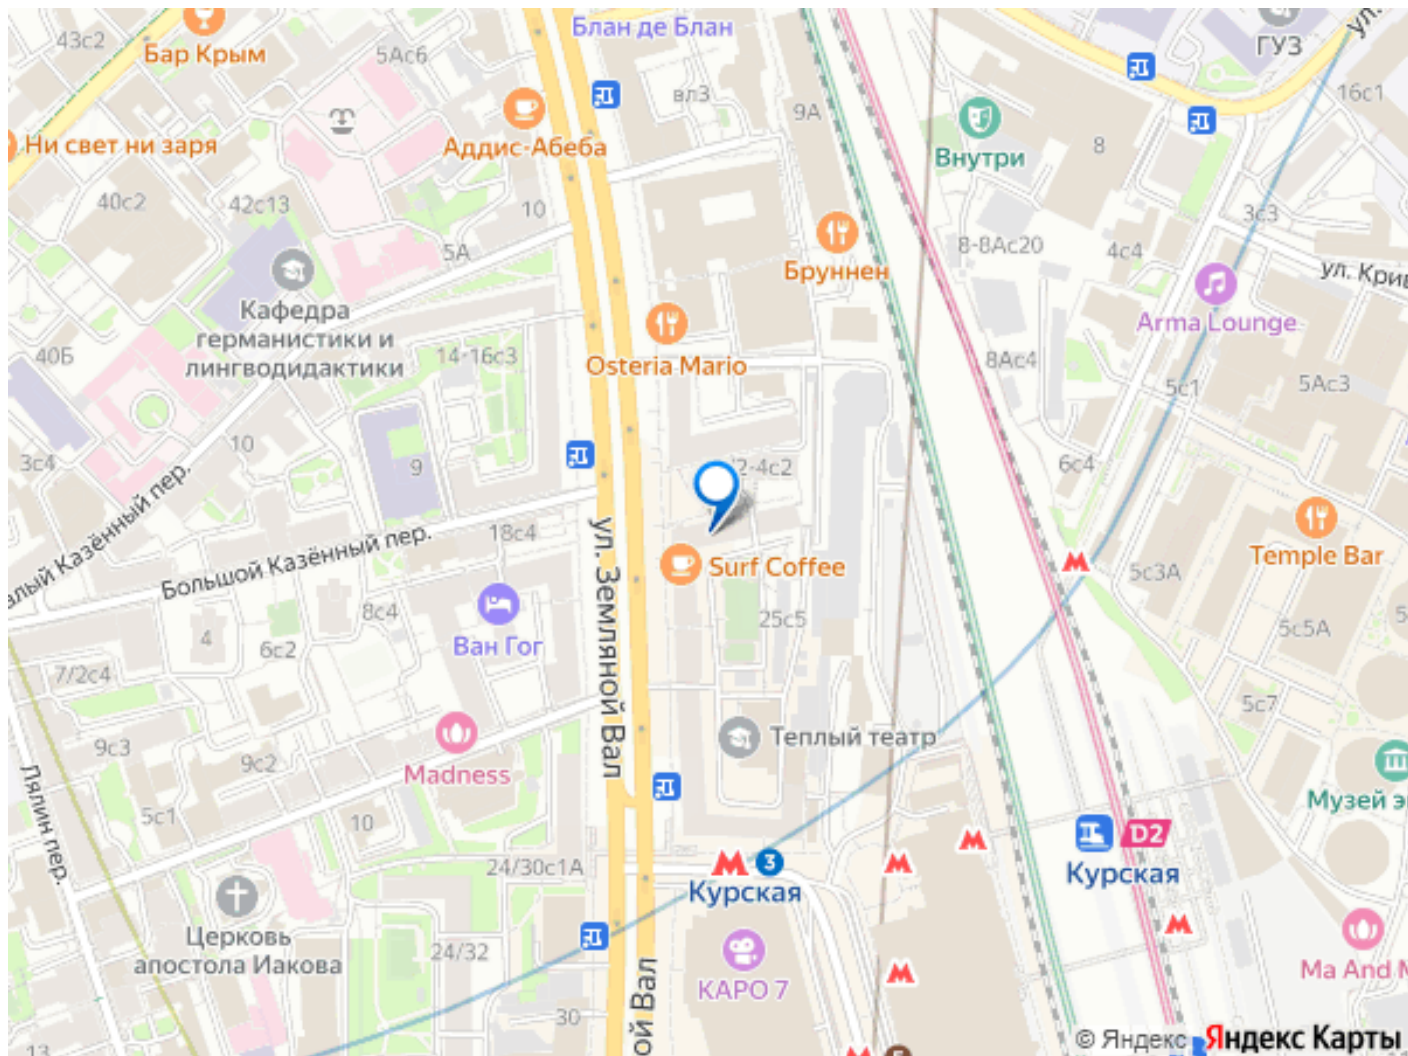 43с2
Бар Крым
5Ас6
Блан де Блан
ГУЗ
ул.
16с1
вл3
9А
8
Внутри
Аддис-Абеба
Ни свет ни заря
40с2
42с13
10
5А
3с3
8-8Ас20
4с4
Бруннен
ул. Крив
Кафедра
германистики и
лингводидактики
Arma Lounge
40Б
14-16с3
Osteria Mario
8Ас4
5с1
5Ас3
10
3с4
9
/2-4с2
6с4
алый Казённый пер.
Большой Казённый пер.
18с4
ул. Земляной Вал
Surf Coffee
Temple Bar
5с3А
8с4
4
6с2
Ван Гог
25с5
5с5А
5
7/2с4
5с7
9с3
9с2
Madness
Теплый театр
Лялин пер.
5с1
10
Музей э
24/30с1А
3
Курская
D2
Курская
Церковь
апостола Иакова
24/32
КАРО 7
Ma And M
30
ой Вал
13
© Яндекс Яндекс Карты